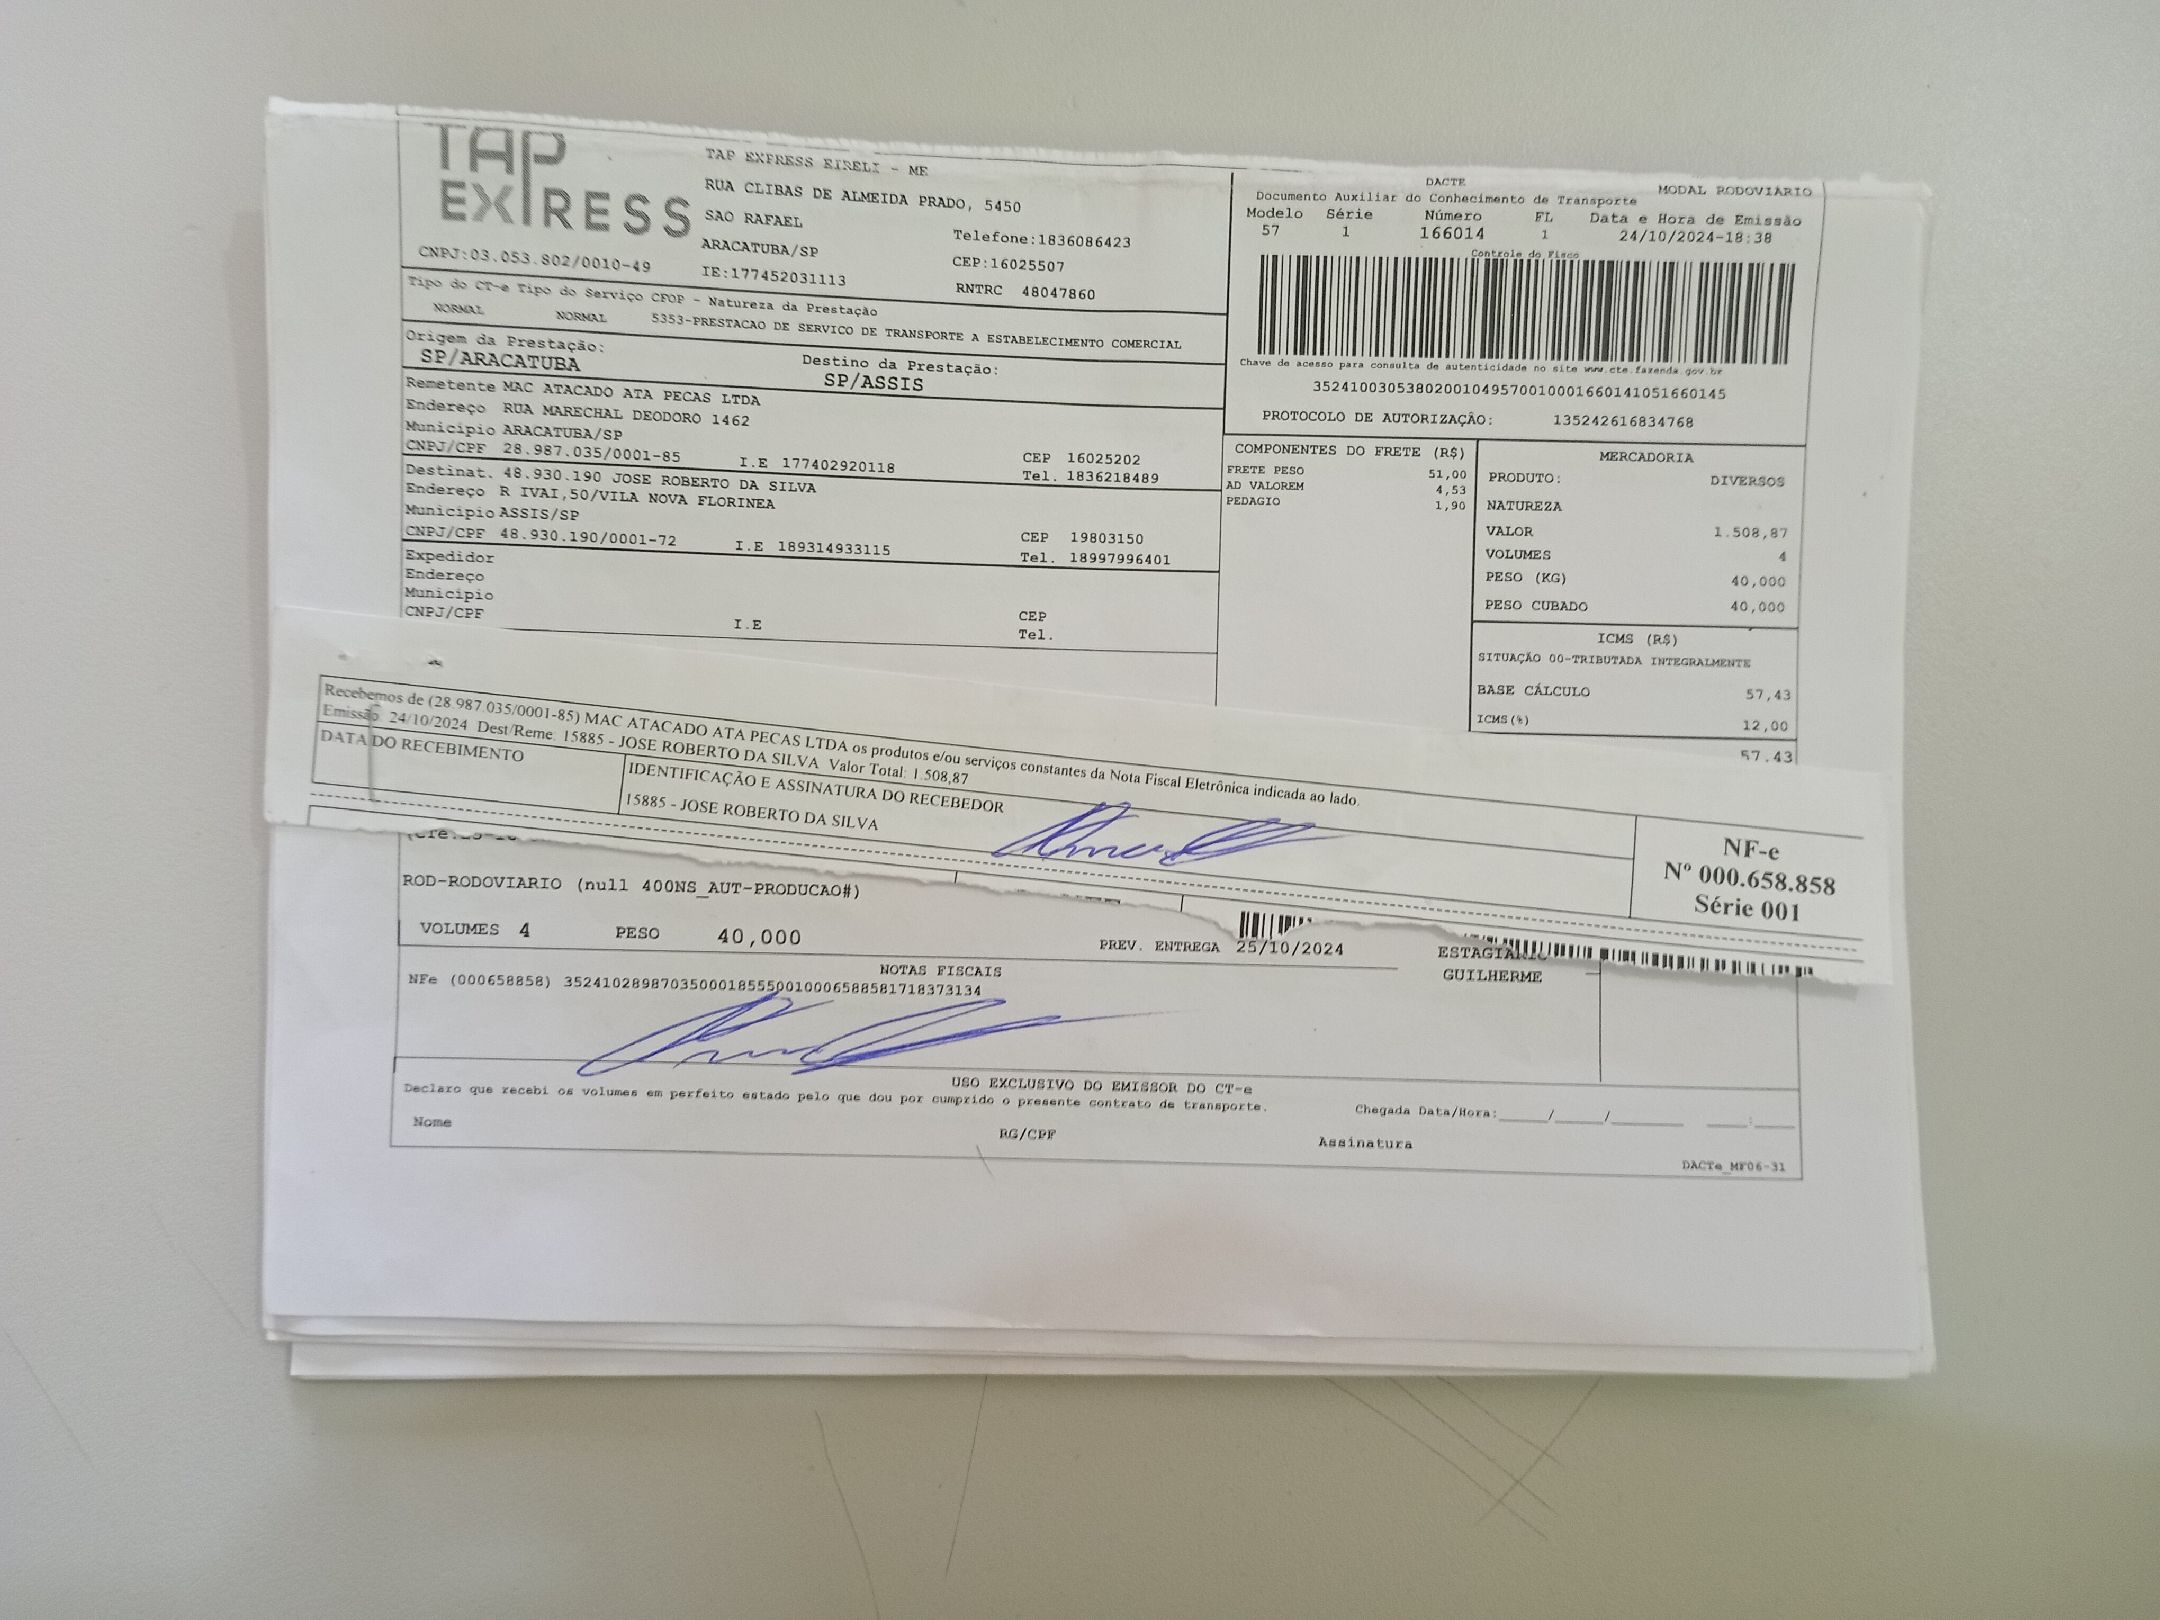 TAP EXPRESS
TAP EXPRESS EIRELI - ME
RUA CLIBAS DE ALMEIDA PRADO, 5450
SAO RAFAEL
ARACATUBA/SP
Telefone:1836086423
CEP:16025507
CNPJ:03.053.802/0010-49
IE:177452031113
RNTRC 48047860
Tipo do CT-e Tipo do Serviço CFOP - Natureza da Prestação
NORMAL NORMAL 5353-PRESTACAO DE SERVICO DE TRANSPORTE A ESTABELECIMENTO COMERCIAL
Origem da Prestação:
SP/ARACATUBA
Destino da Prestação:
SP/ASSIS
Remetente MAC ATACADO ATA PECAS LTDA
Endereço RUA MARECHAL DEODORO 1462
Municipio ARACATUBA/SP
CNPJ/CPF 28.987.035/0001-85 I.E 177402920118
CEP 16025202
Tel. 1836218489
Destinat. 48.930.190 JOSE ROBERTO DA SILVA
Endereço R IVAI,50/VILA NOVA FLORINEA
Municipio ASSIS/SP
CNPJ/CPF 48.930.190/0001-72 I.E 189314933115
CEP 19803150
Tel. 18997996401
Expedidor
Endereço
Municipio
CNPJ/CPF I.E
CEP
Tel.
DACTE
Documento Auxiliar do Conhecimento de Transporte
MODAL RODOVIARIO
Modelo Série Número FL Data e Hora de Emissão
57 1 166014 1 24/10/2024-18:38
Controle do Fisco
Chave de acesso para consulta de autenticidade no site www.cte.fazenda.gov.br
35241003053802001049570010001660141051660145
PROTOCOLO DE AUTORIZAÇÃO: 135242616834768
COMPONENTES DO FRETE (R$)
FRETE PESO 51,00
AD VALOREM 4,53
PEDAGIO 1,90
MERCADORIA
PRODUTO: DIVERSOS
NATUREZA
VALOR 1.508,87
VOLUMES 4
PESO (KG) 40,000
PESO CUBADO 40,000
ICMS (R$)
SITUAÇÃO 00-TRIBUTADA INTEGRALMENTE
BASE CÁLCULO 57,43
ICMS(%) 12,00
57.43
Recebemos de (28.987.035/0001-85) MAC ATACADO ATA PECAS LTDA os produtos e/ou serviços constantes da Nota Fiscal Eletrônica indicada ao lado.
Emissão 24/10/2024 Dest/Reme: 15885 - JOSE ROBERTO DA SILVA Valor Total: 1.508,87
DATA DO RECEBIMENTO
IDENTIFICAÇÃO E ASSINATURA DO RECEBEDOR
15885 - JOSE ROBERTO DA SILVA
NF-e
Nº 000.658.858
Série 001
ROD-RODOVIARIO (null 400NS_AUT-PRODUCAO#)
VOLUMES 4 PESO 40,000
PREV. ENTREGA 25/10/2024
GUILHERME
NOTAS FISCAIS
NFe (000658858) 35241028987035000185550010006588581718373134
USO EXCLUSIVO DO EMISSOR DO CT-e
Declaro que recebi os volumes em perfeito estado pelo que dou por cumprido o presente contrato de transporte.
Chegada Data/Hora:_____/_____/_______ ____:____
Nome
RG/CPF
Assinatura
DACTe_MF06-31